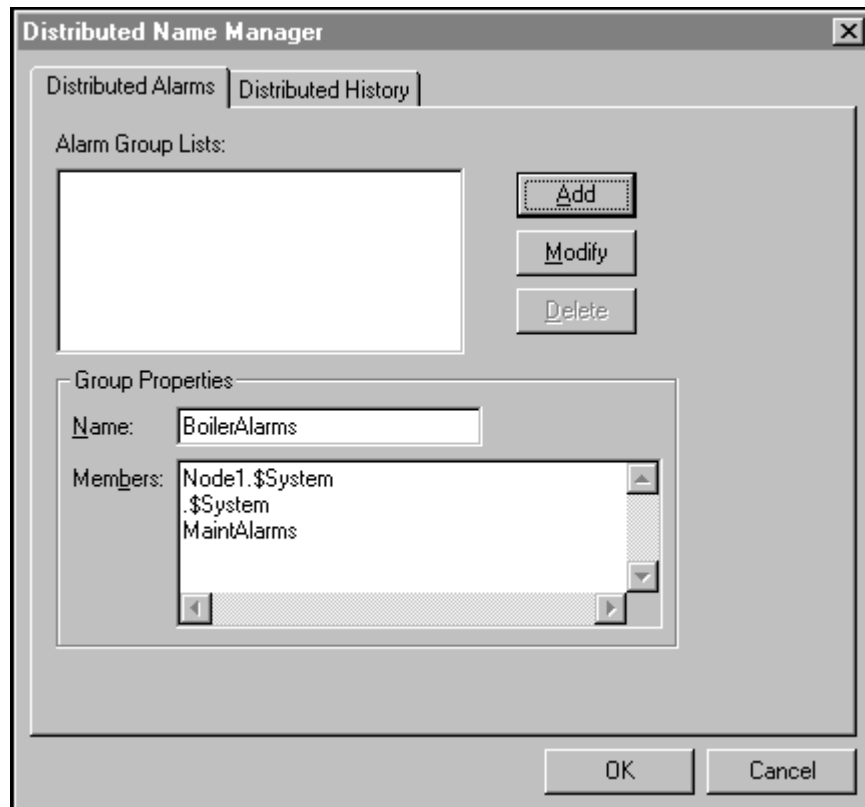 Distributed Name Manager
Distributed Alarms
Distributed History
Alarm Group Lists:
Add
Modify
Delete
Group Properties
Name:
BoilerAlarms
Members:
Node1.$System
.$System
MaintAlarms
OK
Cancel